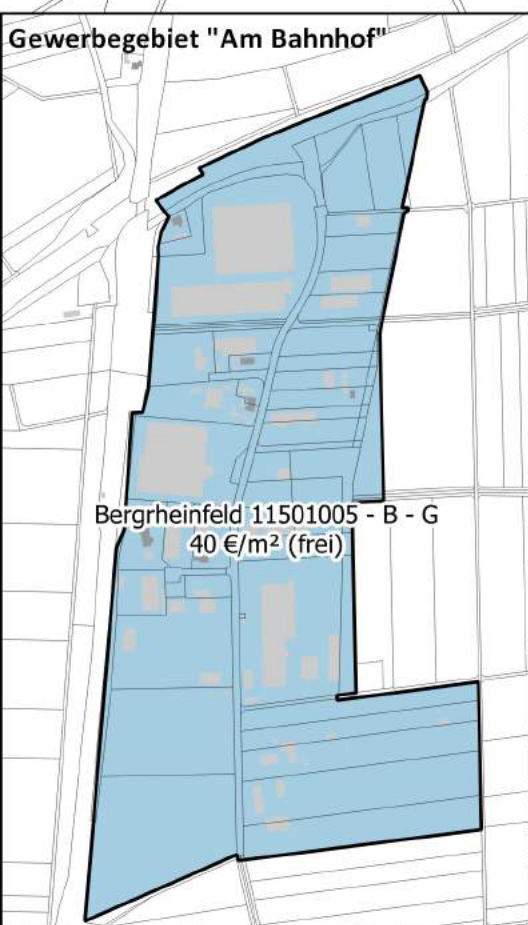 Gewerbegebiet "Am Bahnhof"
Bergrheinfeld 11501005 - B - G
40 €/m² (frei)